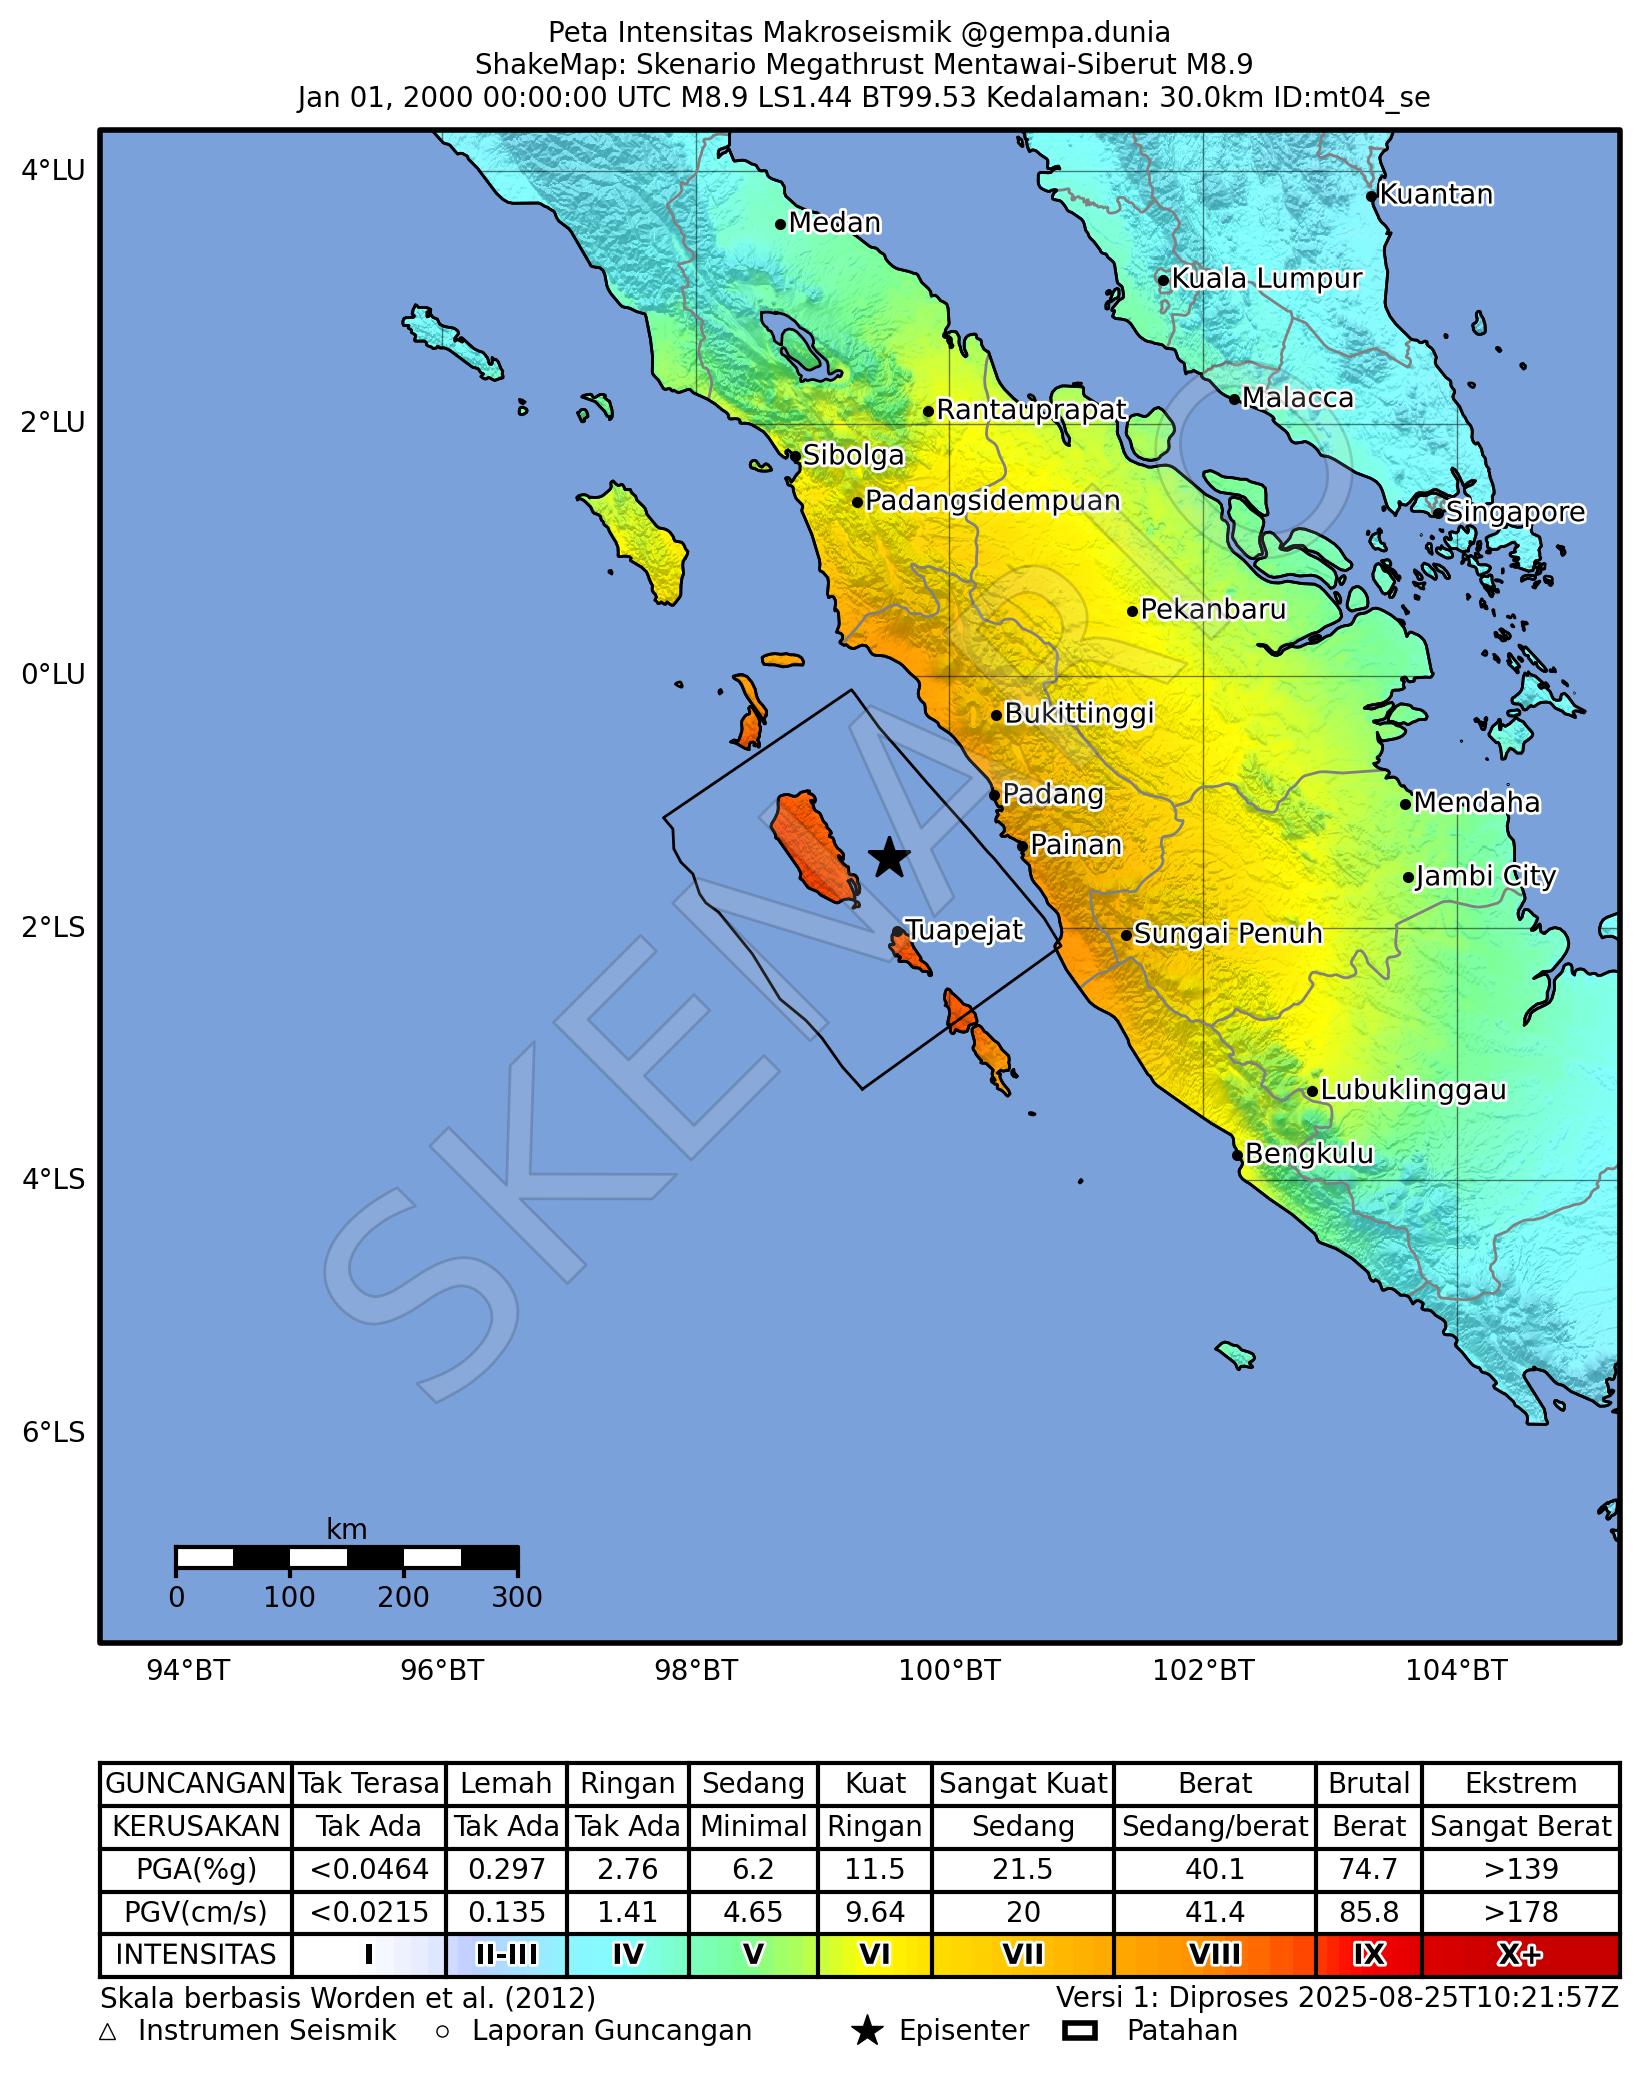 Peta Intensitas Makroseismik @gempa.dunia
ShakeMap: Skenario Megathrust Mentawai-Siberut M8.9
Jan 01, 2000 00:00:00 UTC M8.9 LS1.44 BT99.53 Kedalaman: 30.0km ID:mt04_se
4°LU
Kuantan
Medan
Kuala Lumpur
Malacca
Rantauprapat
2°LU
Sibolga
Padangsidempuan
Singapore
Pekanbaru
0°LU
Bukittinggi
Padang
Mendaha
Painan
Jambi City
2°LS
Tuapejat
Sungai Penuh
Lubuklinggau
Bengkulu
4°LS
SKENARIO
6°LS
km
0 100 200 300
94°BT 96°BT 98°BT 100°BT 102°BT 104°BT
GUNCANGAN Tak Terasa Lemah Ringan Sedang Kuat Sangat Kuat Berat Brutal Ekstrem
KERUSAKAN Tak Ada Tak Ada Tak Ada Minimal Ringan Sedang Sedang/berat Berat Sangat Berat
PGA(%g) <0.0464 0.297 2.76 6.2 11.5 21.5 40.1 74.7 >139
PGV(cm/s) <0.0215 0.135 1.41 4.65 9.64 20 41.4 85.8 >178
INTENSITAS I II-III IV V VI VII VIII IX X+
Skala berbasis Worden et al. (2012) Versi 1: Diproses 2025-08-25T10:21:57Z
Instrumen Seismik Laporan Guncangan Episenter Patahan